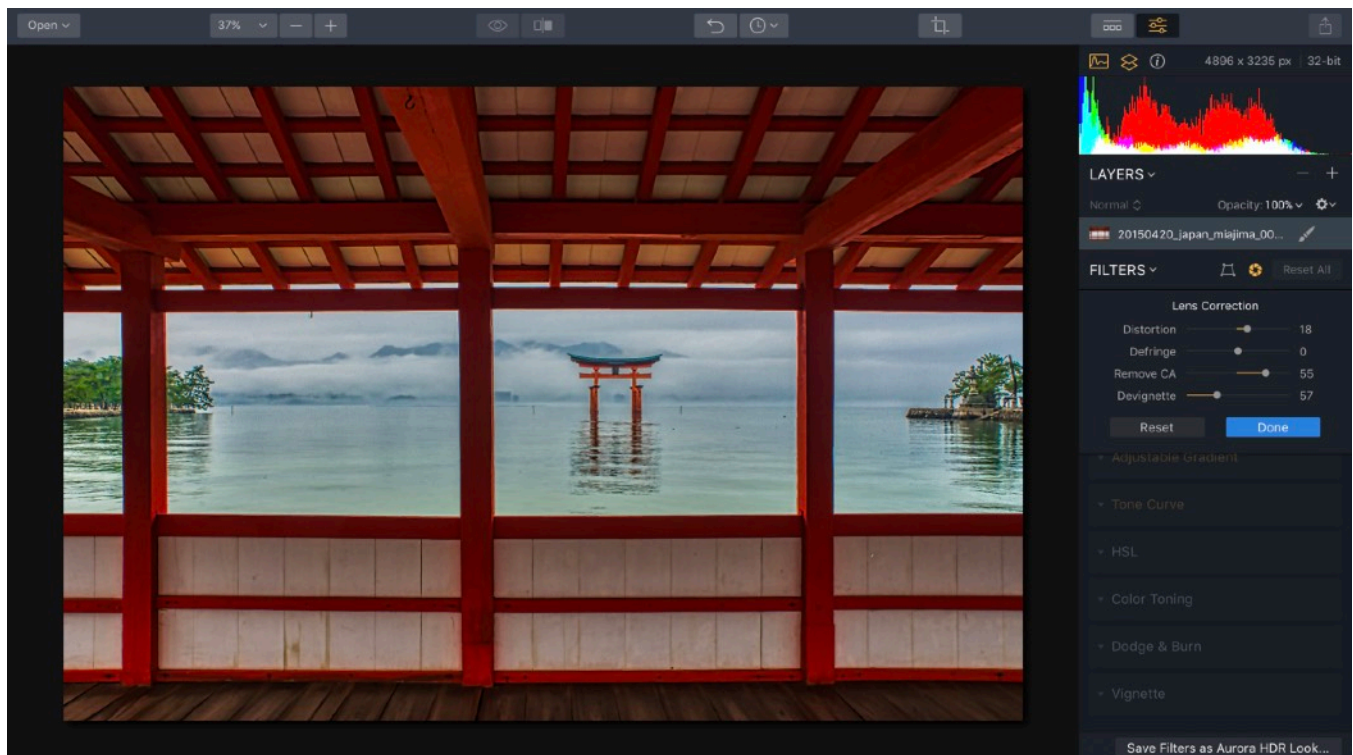 Open
37%
4896 x 3235 px
32-bit
LAYERS
Normal
Opacity: 100%
20150420_japan_miajima_00...
FILTERS
Reset All
Lens Correction
Distortion 18
Defringe 0
Remove CA 55
Devignette 57
Reset Done
Adjustable Gradient
Tone Curve
HSL
Color Toning
Dodge & Burn
Vignette
Save Filters as Aurora HDR Look...